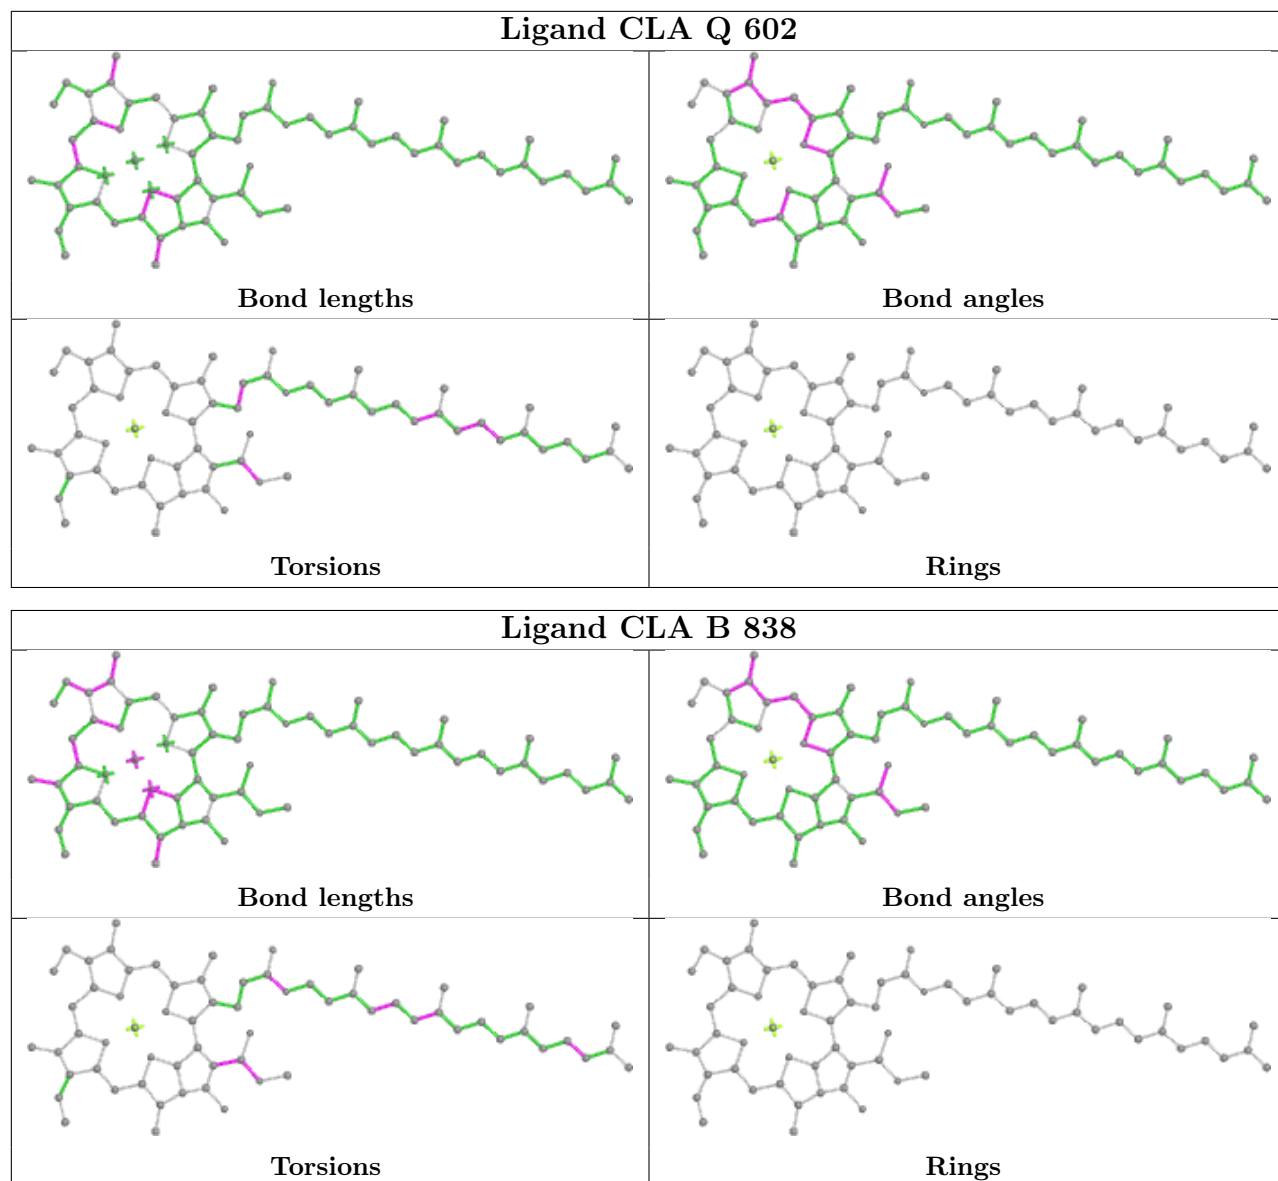 Ligand CLA Q 602
Bond lengths
Bond angles
Torsions
Rings
Ligand CLA B 838
Bond lengths
Bond angles
Torsions
Rings